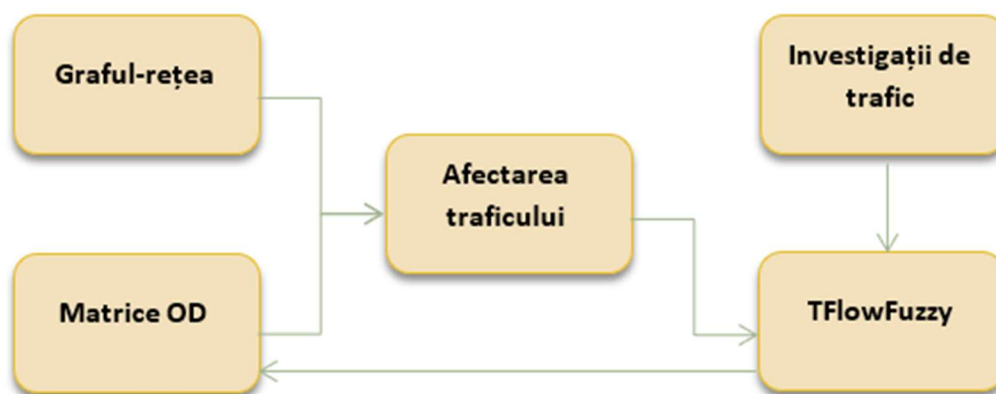 Graful-rețea
Investigații de
trafic
Afectarea
traficului
Matrice OD
TFlowFuzzy